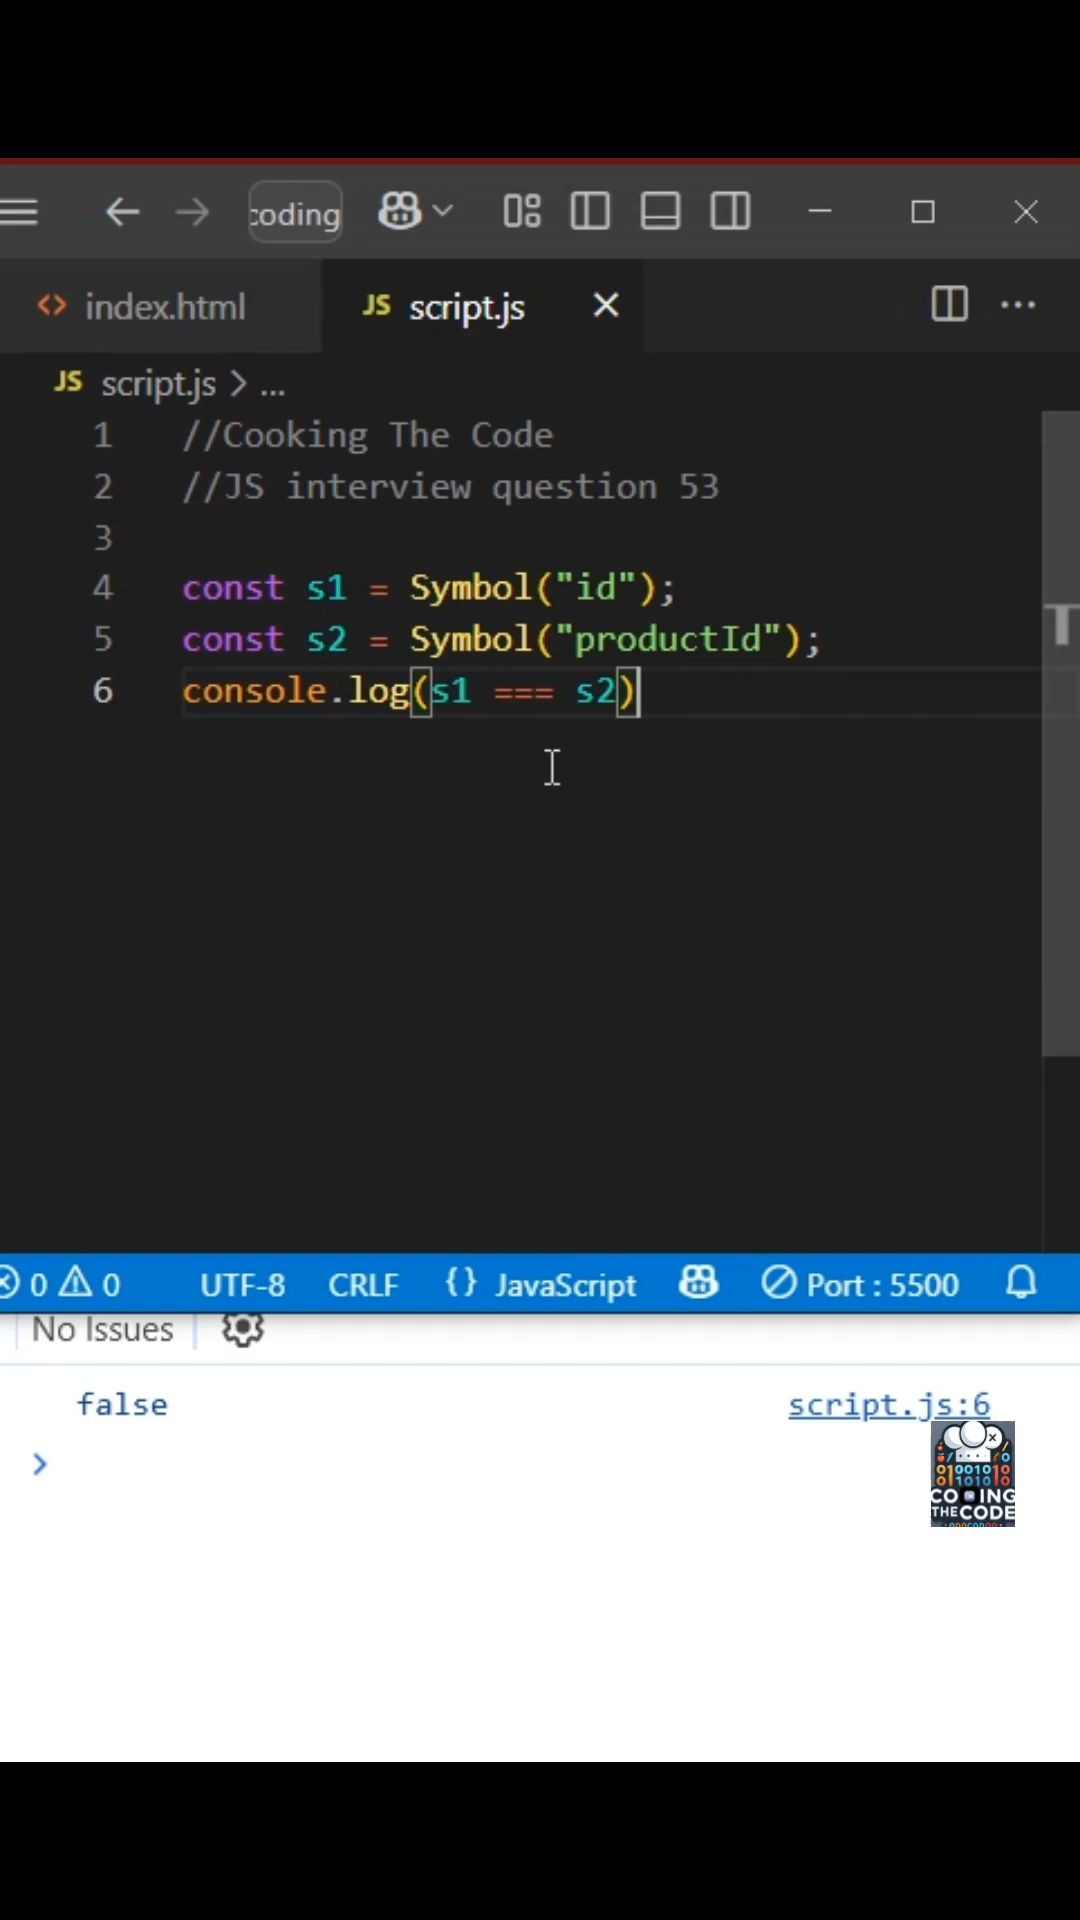 coding
index.html
JS script.js
JS script.js > ...
1 //Cooking The Code
2 //JS interview question 53
3
4 const s1 = Symbol("id");
5 const s2 = Symbol("productId");
6 console.log(s1 === s2)
0 0 UTF-8 CRLF {} JavaScript Port : 5500
No Issues
false script.js:6
>
THE CODE